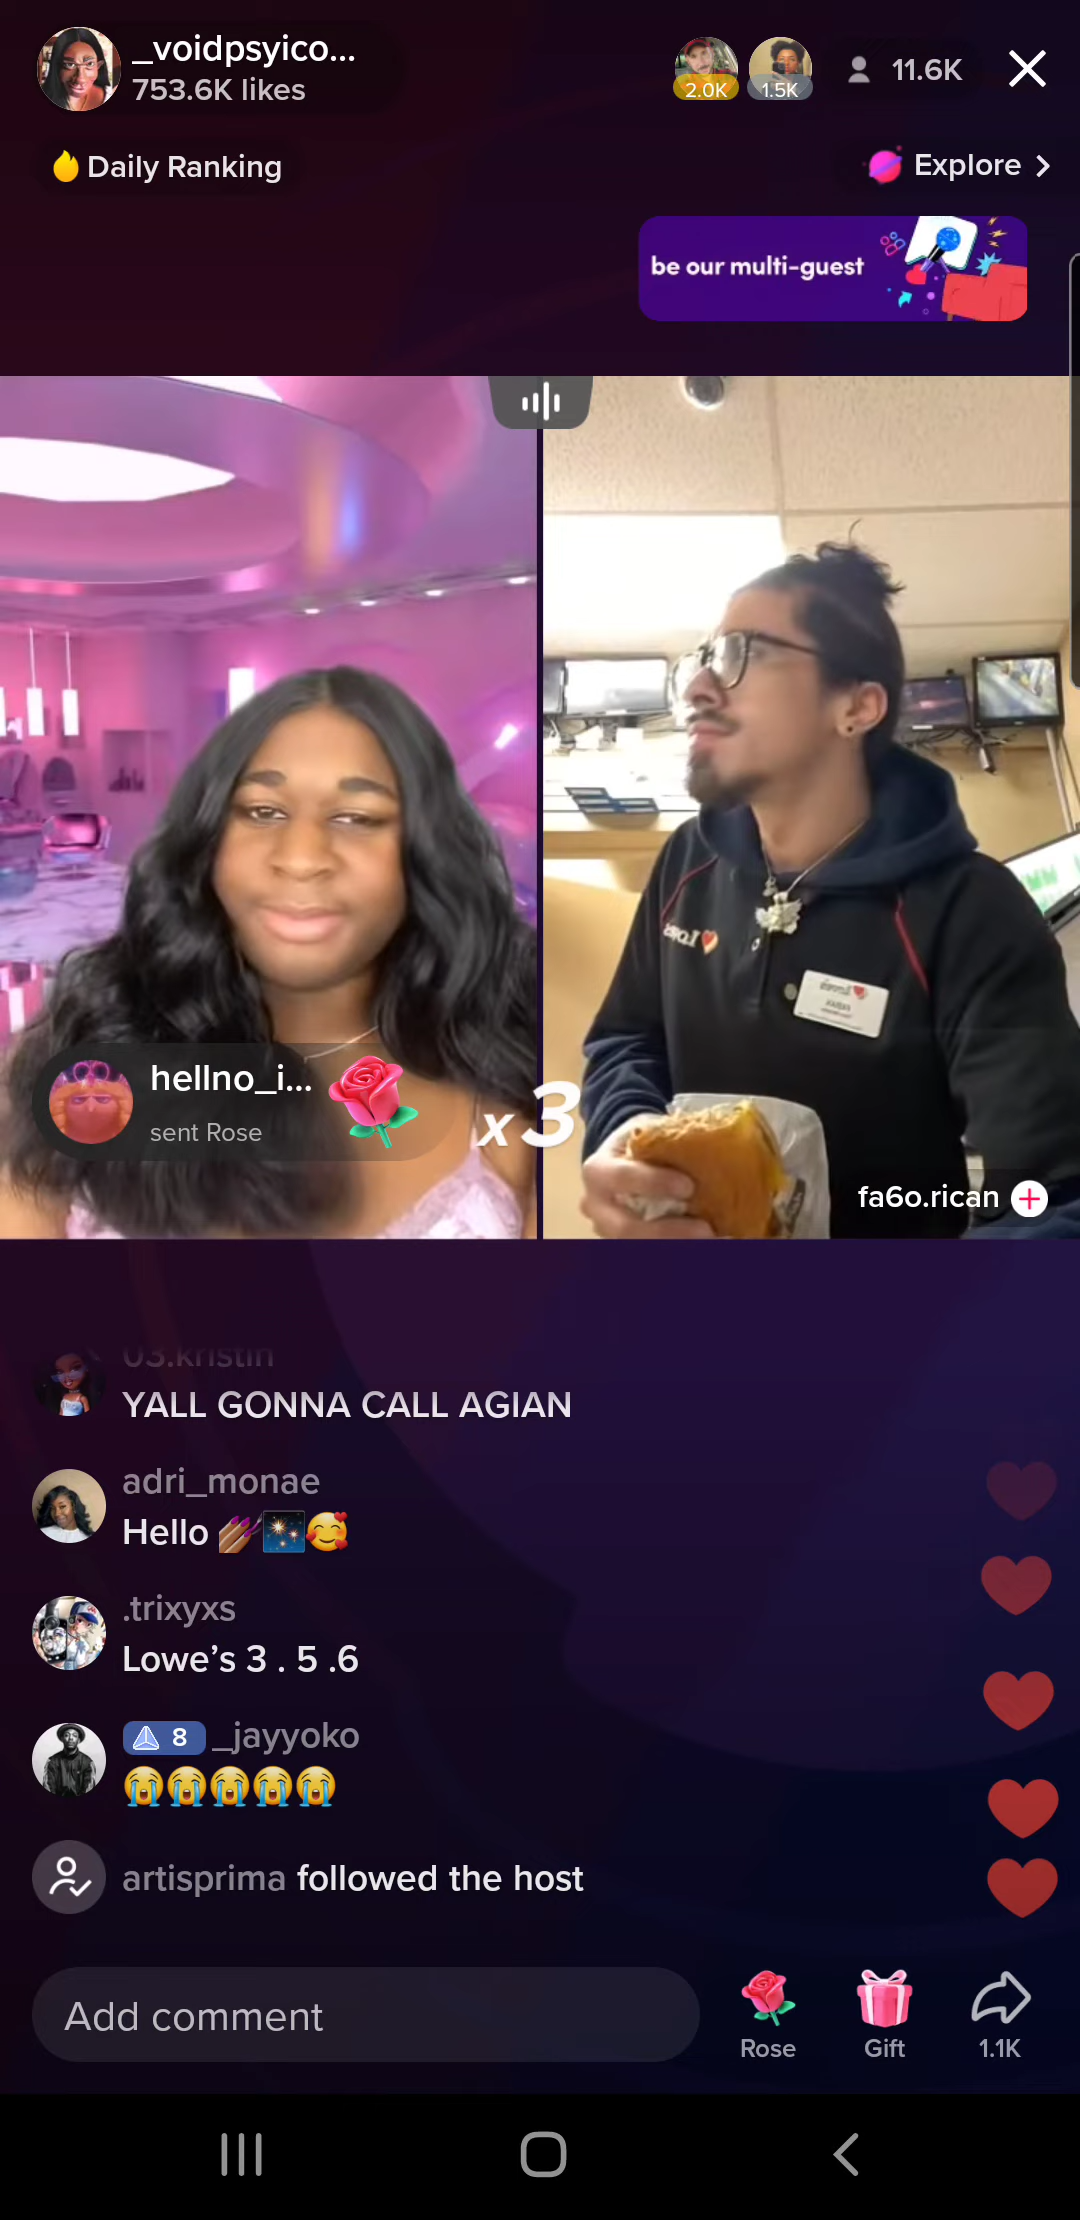 _voidpsyico...
753.6K likes
2.0K
1.5K
11.6K
Daily Ranking
Explore >
be our multi-guest
hellno_i...
sent Rose
x3
fa6o.rican
03.kristin
YALL GONNA CALL AGIAN
adri_monae
Hello 💅🏾🎇🥰
.trixyxs
Lowe’s 3 . 5 .6
8 _jayyoko
😭😭😭😭😭
artisprima followed the host
Add comment
Rose
Gift
1.1K